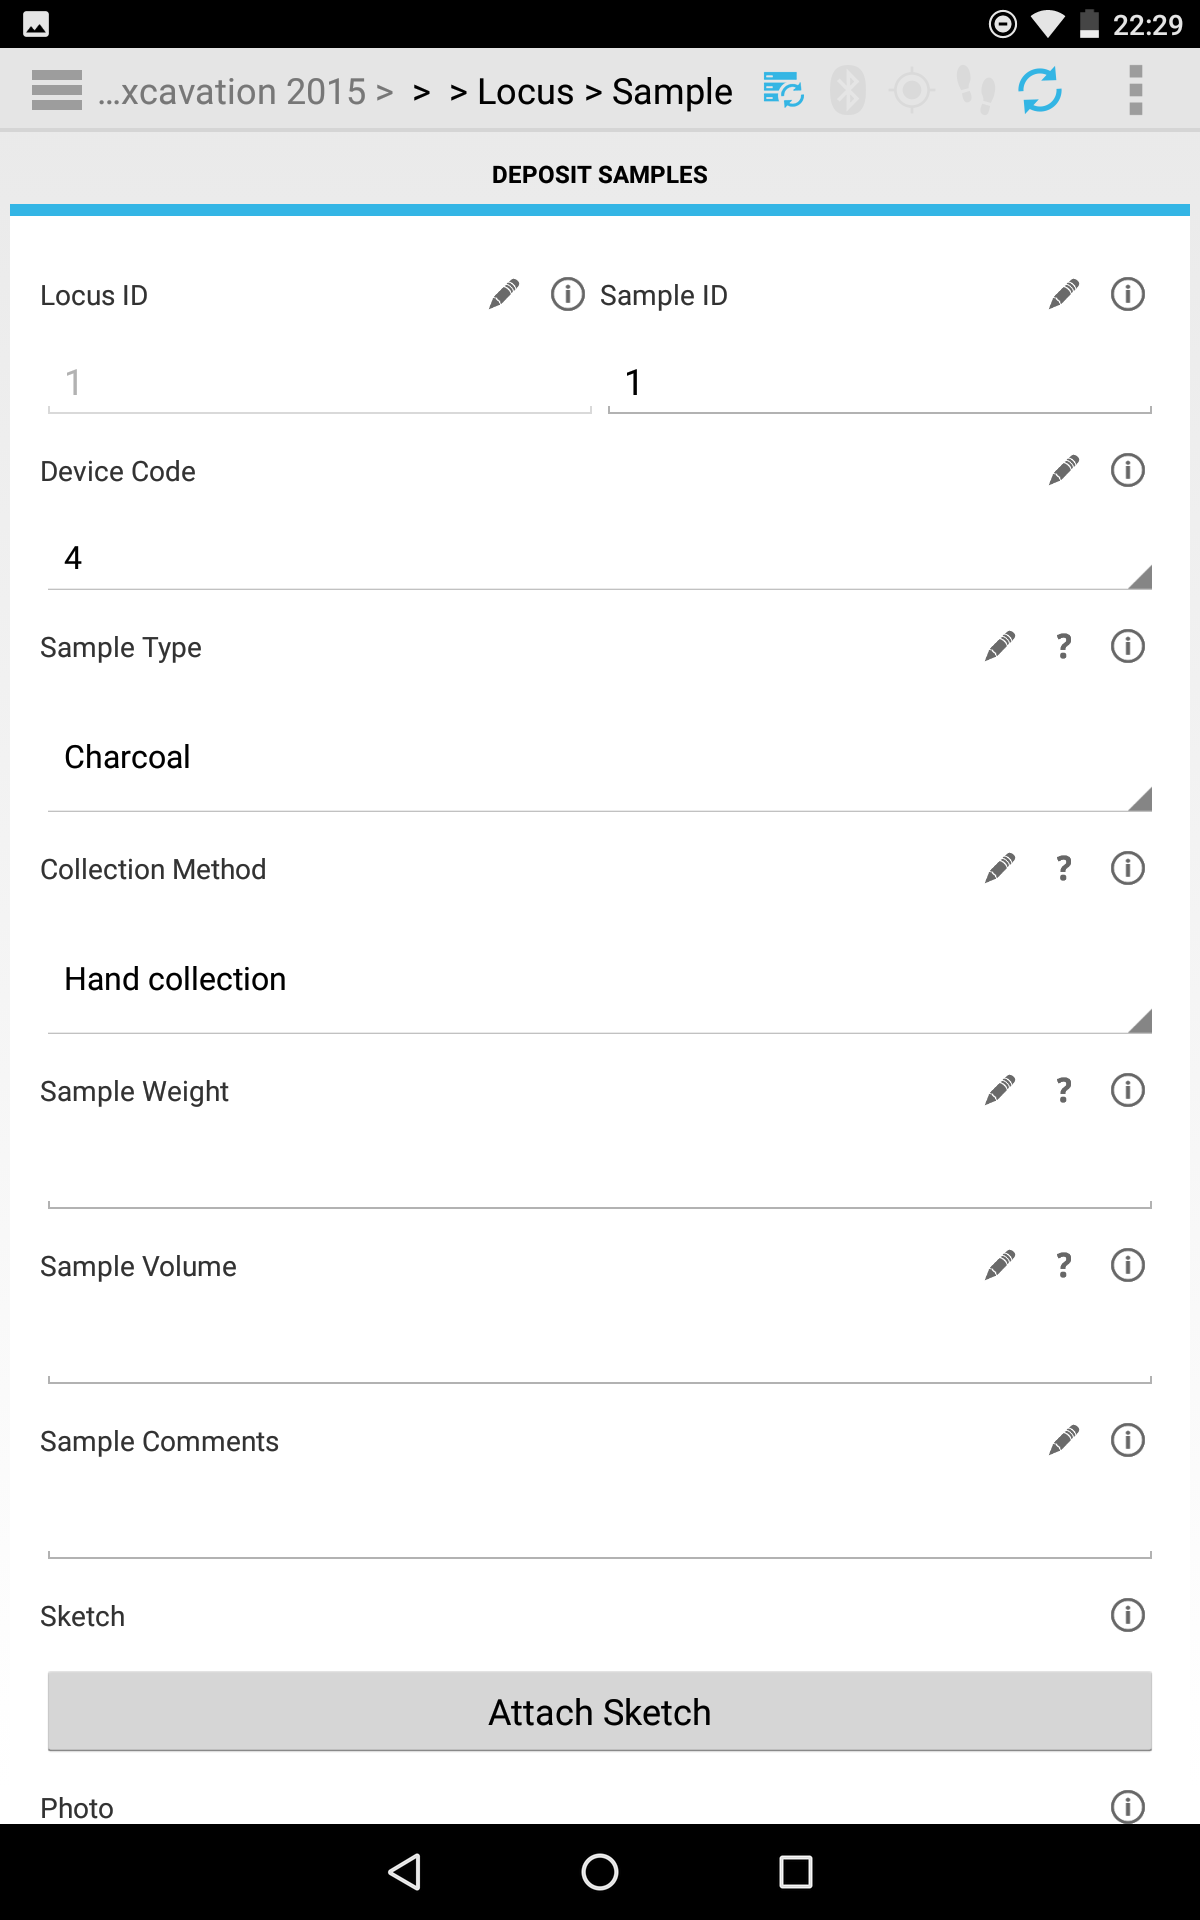 22:29
…xcavation 2015 > > > Locus > Sample
DEPOSIT SAMPLES
Locus ID
Sample ID
1
1
Device Code
4
Sample Type
?
Charcoal
Collection Method
?
Hand collection
Sample Weight
?
Sample Volume
?
Sample Comments
Sketch
Attach Sketch
Photo